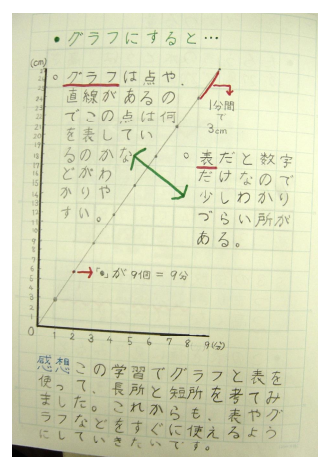 ● グラフにすると…
(cm)
○ グラフは点や、
直線があるの
でこの点は何
を表してい
るのかな
どがわ
かりや
すい。
1分間
で
3cm
○ 表だと数字
だけなので
少しわかり
づらい所が
ある。
→「●」が9個=9分
0 1 2 3 4 5 6 7 8 9(分)
感想 この学習でグラフと表を
使って、長所と短所を考てみ
ました。これからも、表やグ
ラフなどをすぐに使えるよう
にしていきたいです。